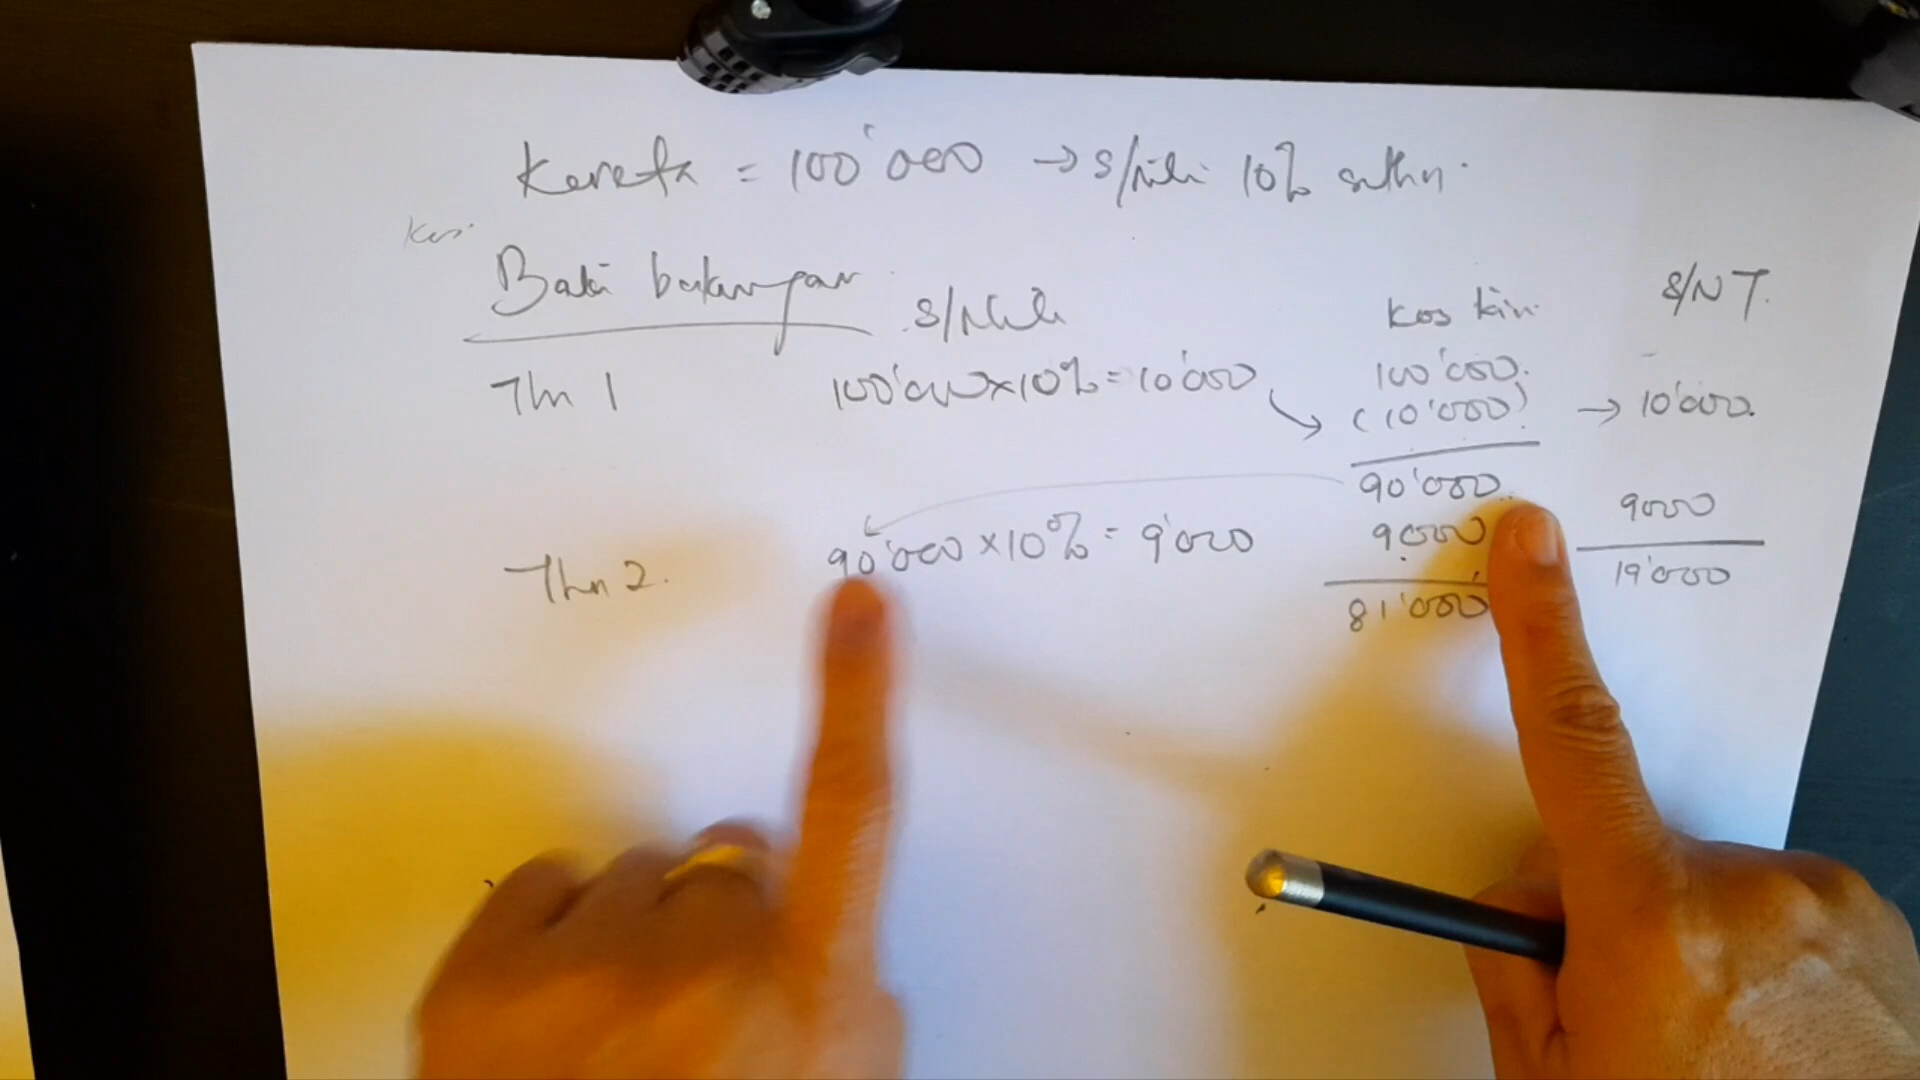 Kereta = 100'000 → s/nilai 10% sethn.
Kos
Baki berkurangan
S/Nilai
Kos kin.
S/NT.
Thn 1 100'000 x 10% = 10'000
100'000.
(10'000) → 10'000.
90'000 9000
Thn 2. 90'000 x 10% = 9'000
9000 19'000
81'000